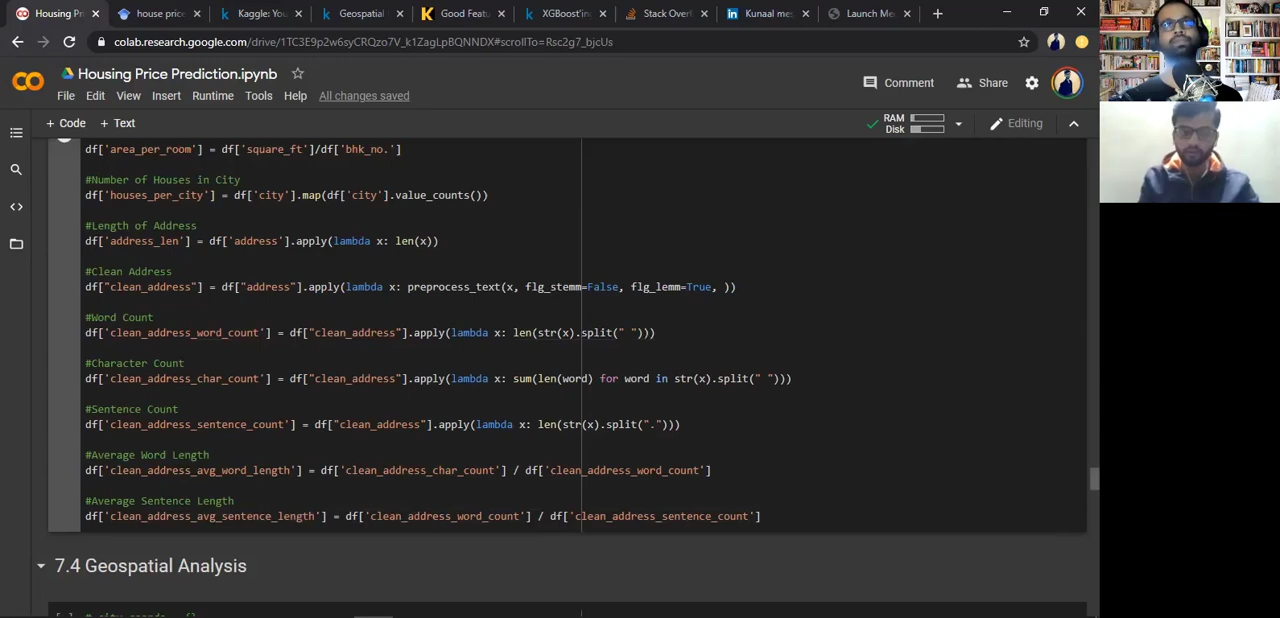 Housing Pri
house price
Kaggle: You
Geospatial
Good Featu
XGBoost'in
Stack Overf
Kunaal me
Launch Me
colab.research.google.com/drive/1TC3E9p2w6syCRQzo7V_k1ZagLpBQNNDX#scrollTo=Rsc2g7_bjcUs
Housing Price Prediction.ipynb
Comment
Share
File Edit View Insert Runtime Tools Help All changes saved
+ Code + Text
RAM
Disk
Editing
df['area_per_room'] = df['square_ft']/df['bhk_no.']
#Number of Houses in City
df['houses_per_city'] = df['city'].map(df['city'].value_counts())
#Length of Address
df['address_len'] = df['address'].apply(lambda x: len(x))
#Clean Address
df["clean_address"] = df["address"].apply(lambda x: preprocess_text(x, flg_stemm=False, flg_lemm=True, ))
#Word Count
df['clean_address_word_count'] = df["clean_address"].apply(lambda x: len(str(x).split(" ")))
#Character Count
df['clean_address_char_count'] = df["clean_address"].apply(lambda x: sum(len(word) for word in str(x).split(" ")))
#Sentence Count
df['clean_address_sentence_count'] = df["clean_address"].apply(lambda x: len(str(x).split(".")))
#Average Word Length
df['clean_address_avg_word_length'] = df['clean_address_char_count'] / df['clean_address_word_count']
#Average Sentence Length
df['clean_address_avg_sentence_length'] = df['clean_address_word_count'] / df['clean_address_sentence_count']
7.4 Geospatial Analysis